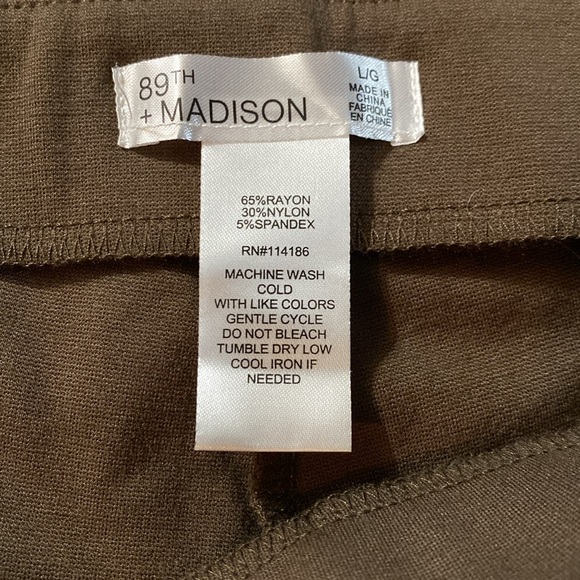 89TH
+ MADISON
L/G
MADE IN
CHINA
FABRIQUÉ
EN CHINE
65%RAYON
30%NYLON
5%SPANDEX
RN#114186
MACHINE WASH
COLD
WITH LIKE COLORS
GENTLE CYCLE
DO NOT BLEACH
TUMBLE DRY LOW
COOL IRON IF
NEEDED